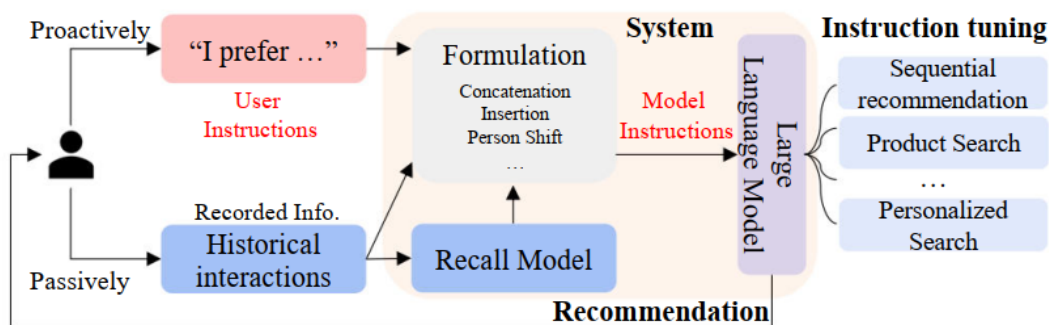 Proactively
“I prefer …”
User
Instructions
Passively
Recorded Info.
Historical
interactions
System
Formulation
Concatenation
Insertion
Person Shift
…
Recall Model
Model
Instructions
Large
Language Model
Recommendation
Instruction tuning
Sequential
recommendation
Product Search
…
Personalized
Search